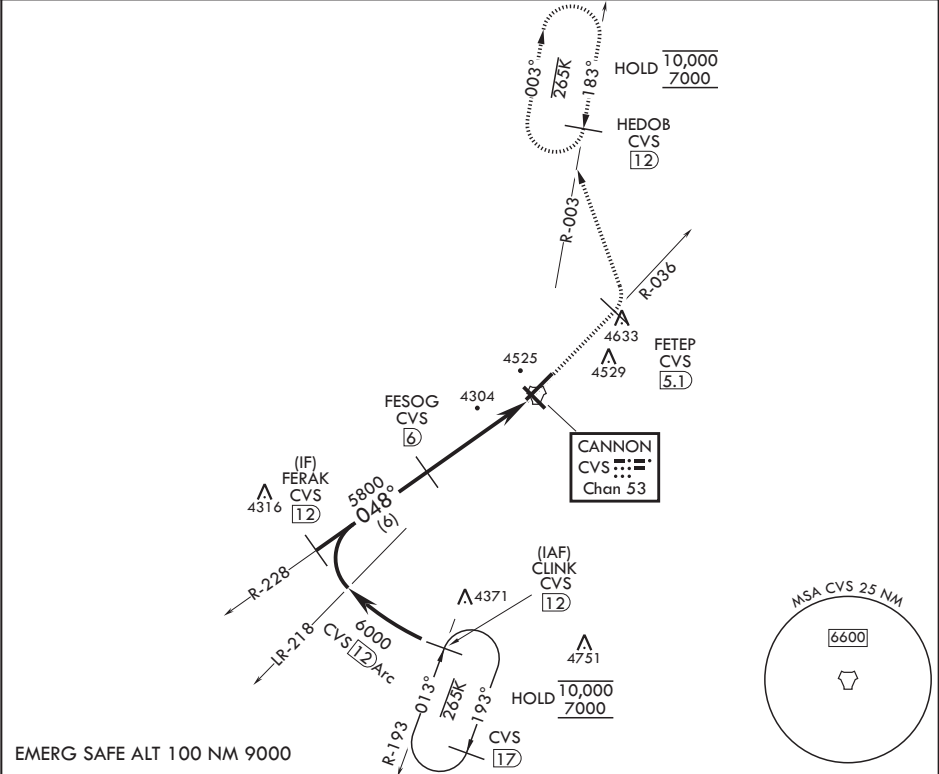 003°
265K
183°
HOLD 10,000
7000
HEDOB
CVS
12
R-003
R-036
4633
4529
FETEP
CVS
5.1
4525
4304
FESOG
CVS
6
CANNON
CVS
Chan 53
(IF)
FERAK
CVS
12
4316
5800
048°
(6)
R-228
LR-218
6000
CVS 12 Arc
(IAF)
CLINK
CVS
12
4371
4751
HOLD 10,000
7000
013°
265K
193°
R-193
CVS
17
MSA CVS 25 NM
6600
EMERG SAFE ALT 100 NM 9000